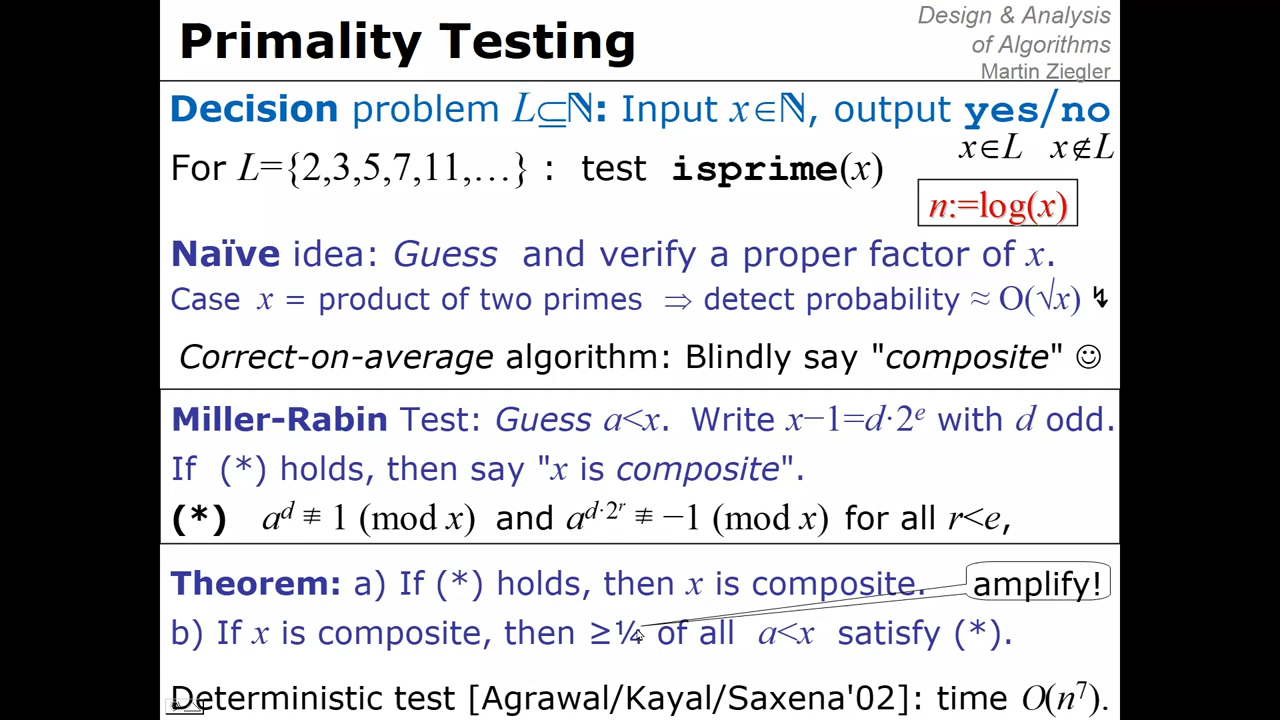 Primality Testing
Design & Analysis
of Algorithms
Martin Ziegler
Decision problem L⊆ℕ: Input x∈ℕ, output yes/no
x∈L x∉L
For L={2,3,5,7,11,…} : test isprime(x)
n:=log(x)
Naïve idea: Guess and verify a proper factor of x.
Case x = product of two primes ⇒ detect probability ≈ O(√x) ↯
Correct-on-average algorithm: Blindly say "composite" ☺
Miller-Rabin Test: Guess a<x. Write x−1=d·2ᵉ with d odd.
If (*) holds, then say "x is composite".
(*) aᵈ ≢ 1 (mod x) and a^{d·2^r} ≢ −1 (mod x) for all r<e,
Theorem: a) If (*) holds, then x is composite.
amplify!
b) If x is composite, then ≥¼ of all a<x satisfy (*).
Deterministic test [Agrawal/Kayal/Saxena'02]: time O(n⁷).